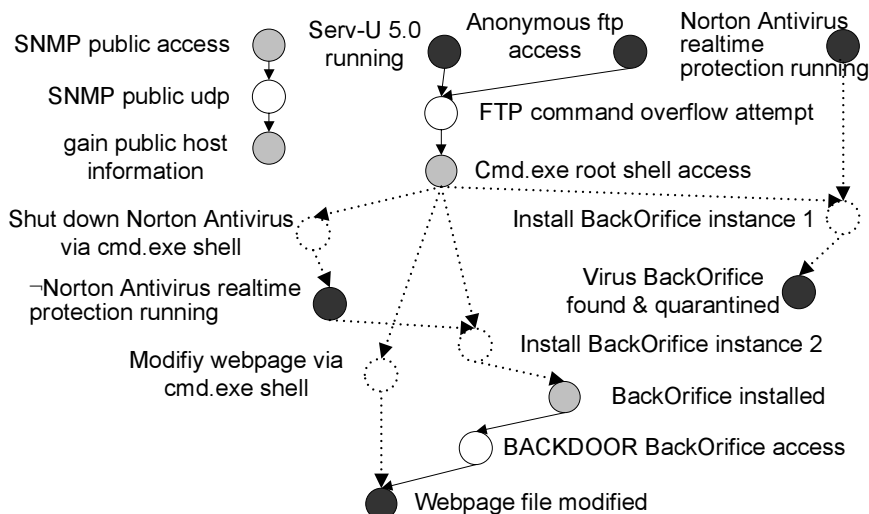 SNMP public access
SNMP public udp
gain public host
information
Serv-U 5.0
running
Anonymous ftp
access
Norton Antivirus
realtime
protection running
FTP command overflow attempt
Cmd.exe root shell access
Shut down Norton Antivirus
via cmd.exe shell
Install BackOrifice instance 1
¬Norton Antivirus realtime
protection running
Virus BackOrifice
found & quarantined
Modifiy webpage via
cmd.exe shell
Install BackOrifice instance 2
BackOrifice installed
BACKDOOR BackOrifice access
Webpage file modified